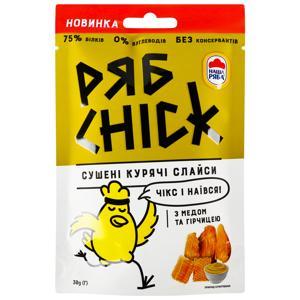 НОВИНКА
75% БІЛКІВ 0% ВУГЛЕВОДІВ БЕЗ КОНСЕРВАНТІВ
НАША РЯБА
РЯБ
CHICK
СУШЕНІ КУРЯЧІ СЛАЙСИ
ЧІКС І НАЇВСЯ!
З МЕДОМ
ТА ГІРЧИЦЕЮ
30g (Г)